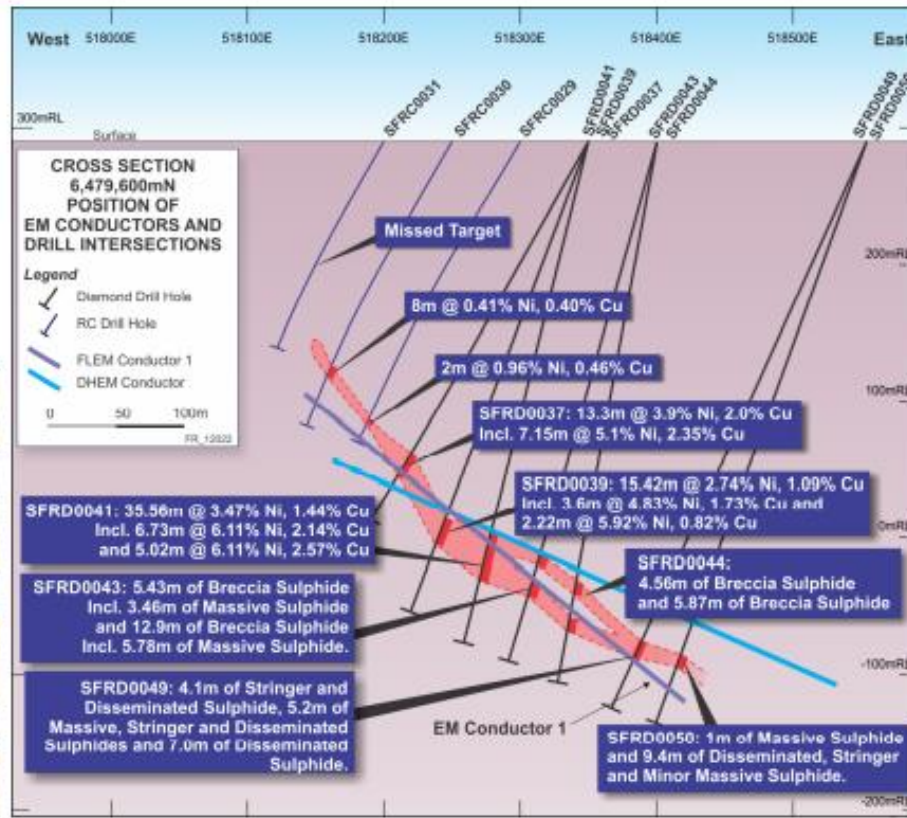 West 518000E 518100E 518200E 518300E 518400E 518500E East
SFRC0031
SFRC0030
SFRC0029
SFRD0041
SFRD0039
SFRD0037
SFRD0043
SFRD0044
SFRD0049
SFRD0050
300mRL
Surface
CROSS SECTION
6,479,600mN
POSITION OF
EM CONDUCTORS AND
DRILL INTERSECTIONS
Legend
Diamond Drill Hole
RC Drill Hole
FLEM Conductor 1
DHEM Conductor
0 50 100m
FR_12022
Missed Target
200mRL
8m @ 0.41% Ni, 0.40% Cu
2m @ 0.96% Ni, 0.46% Cu
100mRL
SFRD0037: 13.3m @ 3.9% Ni, 2.0% Cu
Incl. 7.15m @ 5.1% Ni, 2.35% Cu
SFRD0039: 15.42m @ 2.74% Ni, 1.09% Cu
Incl. 3.6m @ 4.83% Ni, 1.73% Cu and
2.22m @ 5.92% Ni, 0.82% Cu
0mRL
SFRD0041: 35.56m @ 3.47% Ni, 1.44% Cu
Incl. 6.73m @ 6.11% Ni, 2.14% Cu
and 5.02m @ 6.11% Ni, 2.57% Cu
SFRD0044:
4.56m of Breccia Sulphide
and 5.87m of Breccia Sulphide
SFRD0043: 5.43m of Breccia Sulphide
Incl. 3.46m of Massive Sulphide
and 12.9m of Breccia Sulphide
Incl. 5.78m of Massive Sulphide.
-100mRL
SFRD0049: 4.1m of Stringer and
Disseminated Sulphide, 5.2m of
Massive, Stringer and Disseminated
Sulphides and 7.0m of Disseminated
Sulphide.
EM Conductor 1
SFRD0050: 1m of Massive Sulphide
and 9.4m of Disseminated, Stringer
and Minor Massive Sulphide.
-200mRL